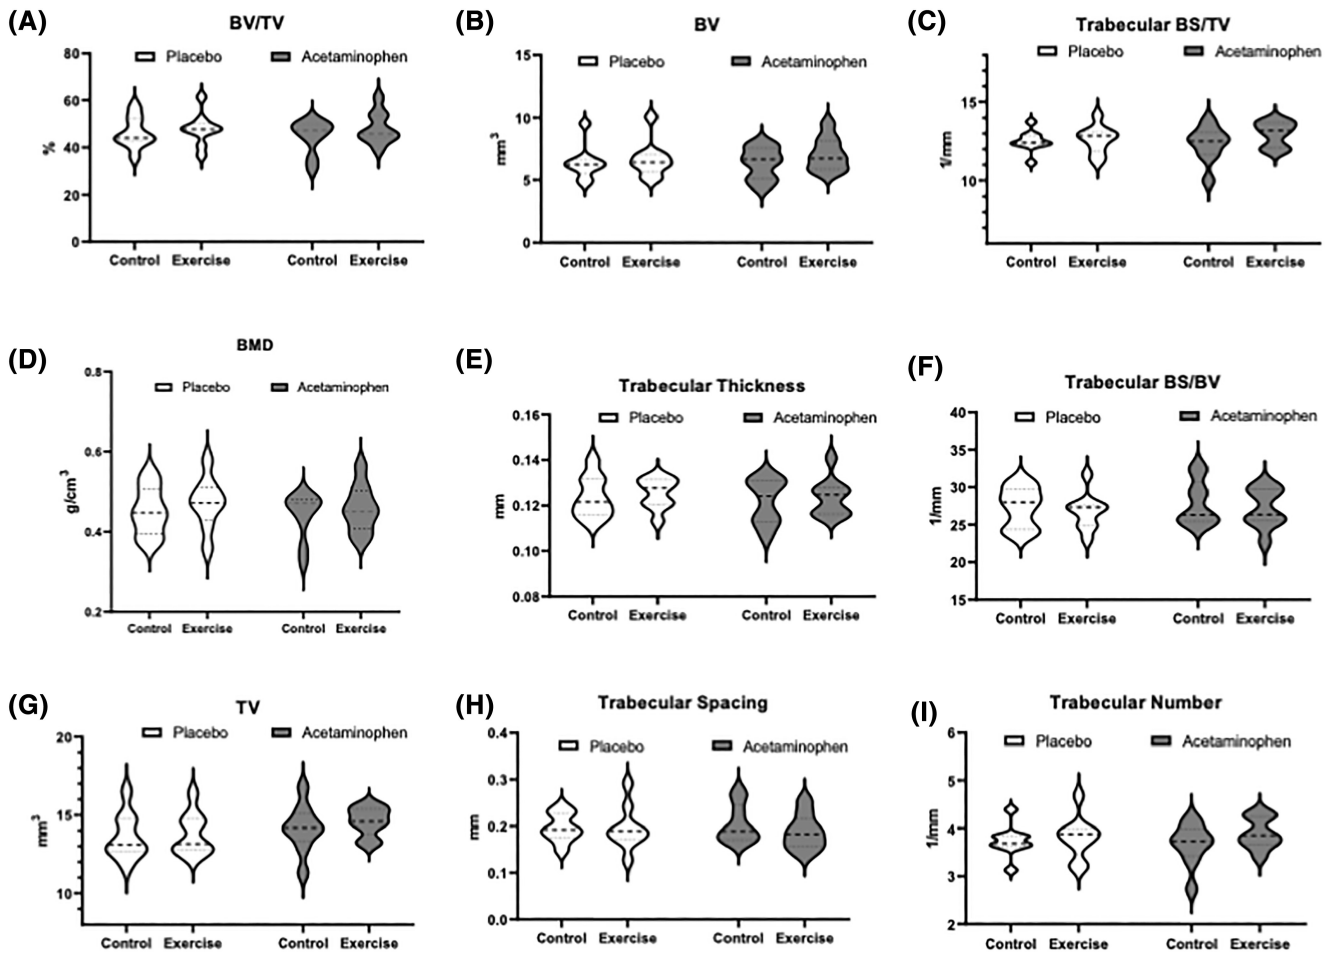 (A) BV/TV
Placebo Acetaminophen
80
60
40
20
0
%
Control Exercise Control Exercise
(B) BV
Placebo Acetaminophen
15
10
5
0
mm³
Control Exercise Control Exercise
(C) Trabecular BS/TV
Placebo Acetaminophen
15
10
1/mm
Control Exercise Control Exercise
(D) BMD
Placebo Acetaminophen
0.8
0.6
0.4
0.2
g/cm³
Control Exercise Control Exercise
(E) Trabecular Thickness
Placebo Acetaminophen
0.16
0.14
0.12
0.10
0.08
mm
Control Exercise Control Exercise
(F) Trabecular BS/BV
Placebo Acetaminophen
40
35
30
25
20
15
1/mm
Control Exercise Control Exercise
(G) TV
Placebo Acetaminophen
20
15
10
mm³
Control Exercise Control Exercise
(H) Trabecular Spacing
Placebo Acetaminophen
0.4
0.3
0.2
0.1
0.0
mm
Control Exercise Control Exercise
(I) Trabecular Number
Placebo Acetaminophen
6
5
4
3
2
1/mm
Control Exercise Control Exercise